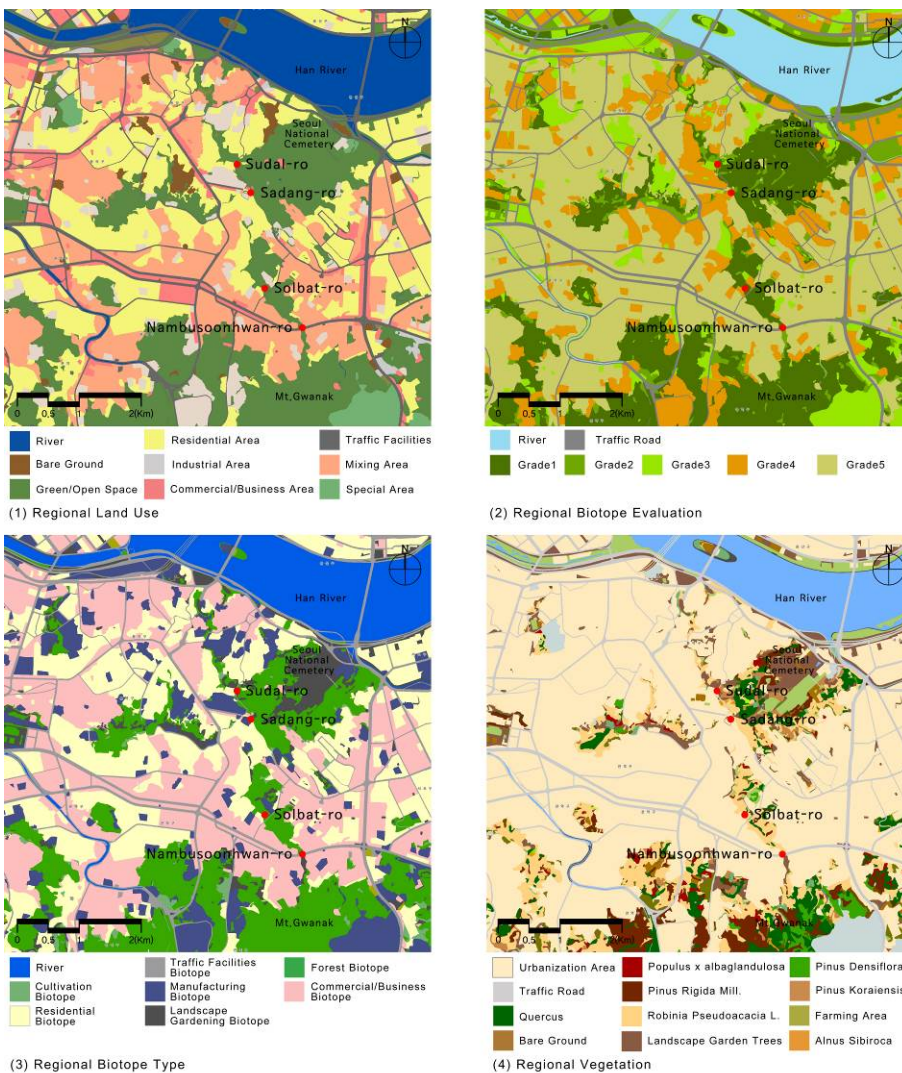 N
Han River
Seoul
National
Cemetery
Sudal-ro
Sadang-ro
Solbat-ro
Nambusoonhwan-ro
Mt.Gwanak
0 0.5 1 2(Km)
River
Residential Area
Traffic Facilities
Bare Ground
Industrial Area
Mixing Area
Green/Open Space
Commercial/Business Area
Special Area
(1) Regional Land Use
N
Han River
Seoul
National
Cemetery
Sudal-ro
Sadang-ro
Solbat-ro
Nambusoonhwan-ro
Mt.Gwanak
0 0.5 1 2(Km)
River
Traffic Road
Grade1
Grade2
Grade3
Grade4
Grade5
(2) Regional Biotope Evaluation
N
Han River
Seoul
National
Cemetery
Sudal-ro
Sadang-ro
Solbat-ro
Nambusoonhwan-ro
Mt.Gwanak
0 0.5 1 2(Km)
River
Traffic Facilities
Biotope
Forest Biotope
Cultivation
Biotope
Manufacturing
Biotope
Commercial/Business
Biotope
Residential
Biotope
Landscape
Gardening Biotope
(3) Regional Biotope Type
N
Han River
Seoul
National
Cemetery
Sudal-ro
Sadang-ro
Solbat-ro
Nambusoonhwan-ro
Mt.Gwanak
0 0.5 1 2(Km)
Urbanization Area
Populus x albaglandulosa
Pinus Densiflora
Traffic Road
Pinus Rigida Mill.
Pinus Koraiensis
Quercus
Robinia Pseudoacacia L.
Farming Area
Bare Ground
Landscape Garden Trees
Alnus Sibiroca
(4) Regional Vegetation